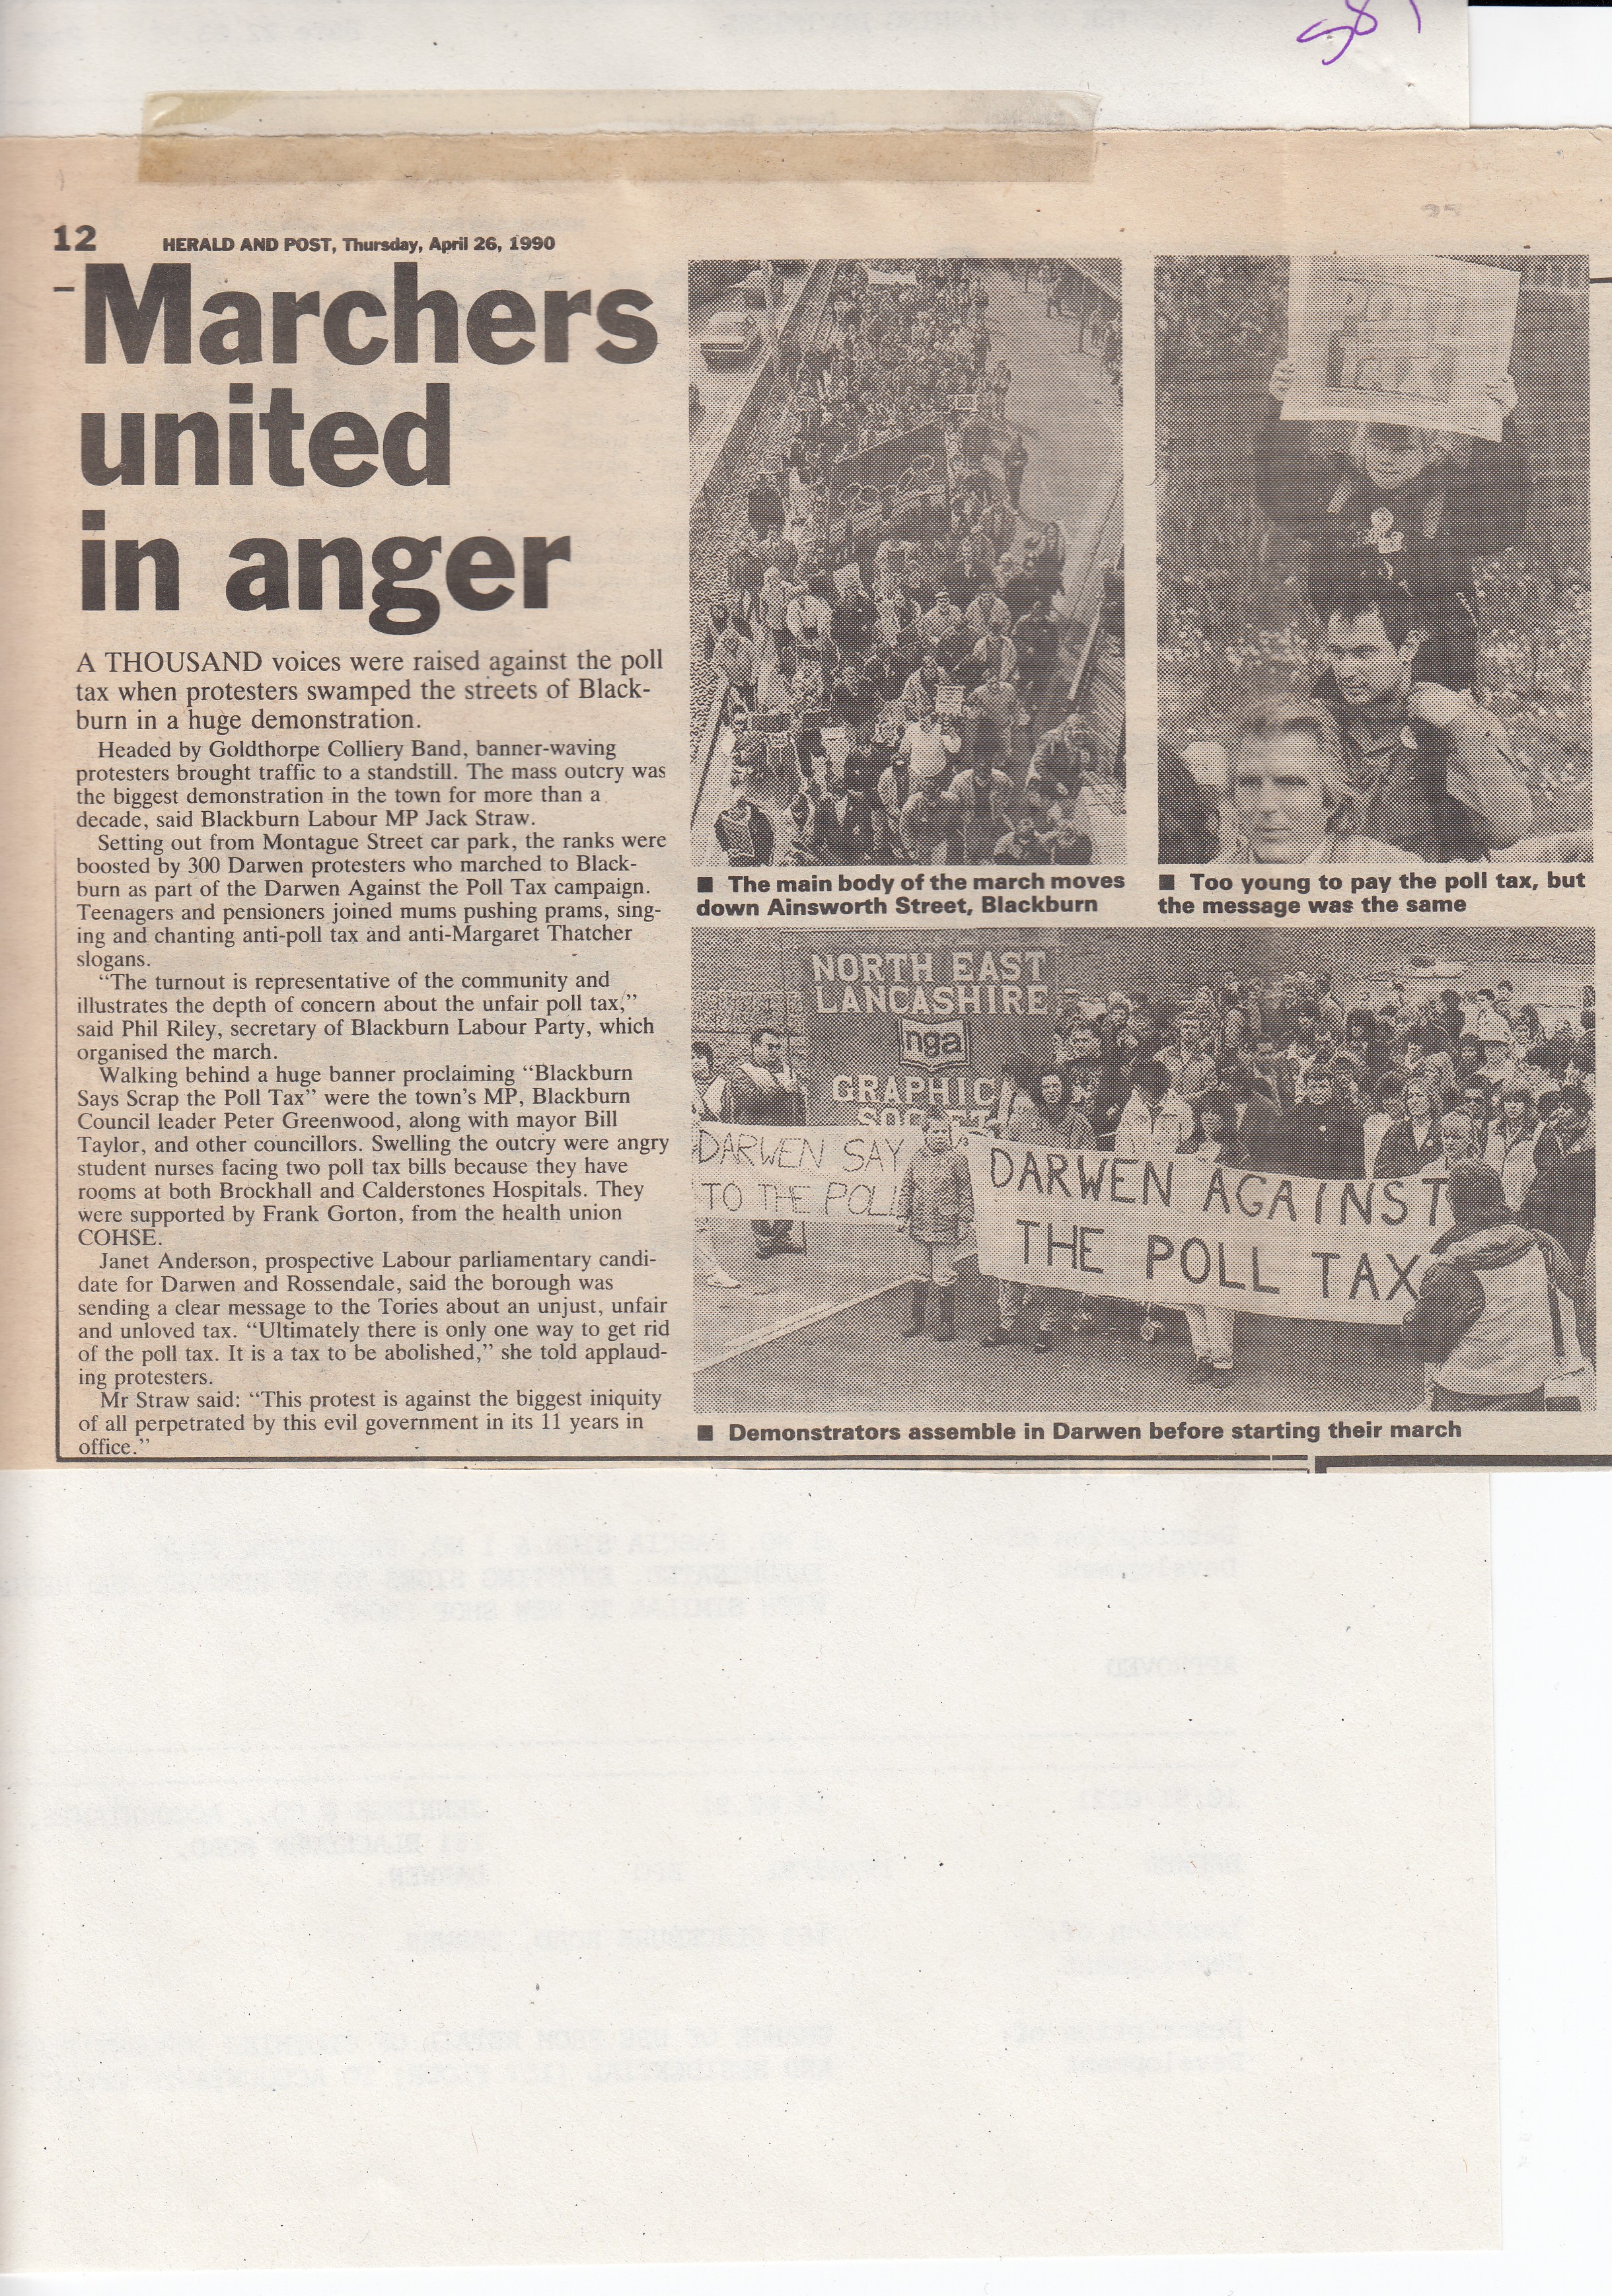 12 HERALD AND POST, Thursday, April 26, 1990
Marchers
united
in anger
A THOUSAND voices were raised against the poll
tax when protesters swamped the streets of Black-
burn in a huge demonstration.
Headed by Goldthorpe Colliery Band, banner-waving
protesters brought traffic to a standstill. The mass outcry was
the biggest demonstration in the town for more than a
decade, said Blackburn Labour MP Jack Straw.
Setting out from Montague Street car park, the ranks were
boosted by 300 Darwen protesters who marched to Black-
burn as part of the Darwen Against the Poll Tax campaign.
Teenagers and pensioners joined mums pushing prams, sing-
ing and chanting anti-poll tax and anti-Margaret Thatcher
slogans.
“The turnout is representative of the community and
illustrates the depth of concern about the unfair poll tax,”
said Phil Riley, secretary of Blackburn Labour Party, which
organised the march.
Walking behind a huge banner proclaiming “Blackburn
Says Scrap the Poll Tax” were the town’s MP, Blackburn
Council leader Peter Greenwood, along with mayor Bill
Taylor, and other councillors. Swelling the outcry were angry
student nurses facing two poll tax bills because they have
rooms at both Brockhall and Calderstones Hospitals. They
were supported by Frank Gorton, from the health union
COHSE.
Janet Anderson, prospective Labour parliamentary candi-
date for Darwen and Rossendale, said the borough was
sending a clear message to the Tories about an unjust, unfair
and unloved tax. “Ultimately there is only one way to get rid
of the poll tax. It is a tax to be abolished,” she told applaud-
ing protesters.
Mr Straw said: “This protest is against the biggest iniquity
of all perpetrated by this evil government in its 11 years in
office.”
■ The main body of the march moves
down Ainsworth Street, Blackburn
■ Too young to pay the poll tax, but
the message was the same
NORTH EAST
LANCASHIRE
nga
GRAPHICA
DARWEN SAY
TO THE POLL
DARWEN AGAINST
THE POLL TAX
■ Demonstrators assemble in Darwen before starting their march